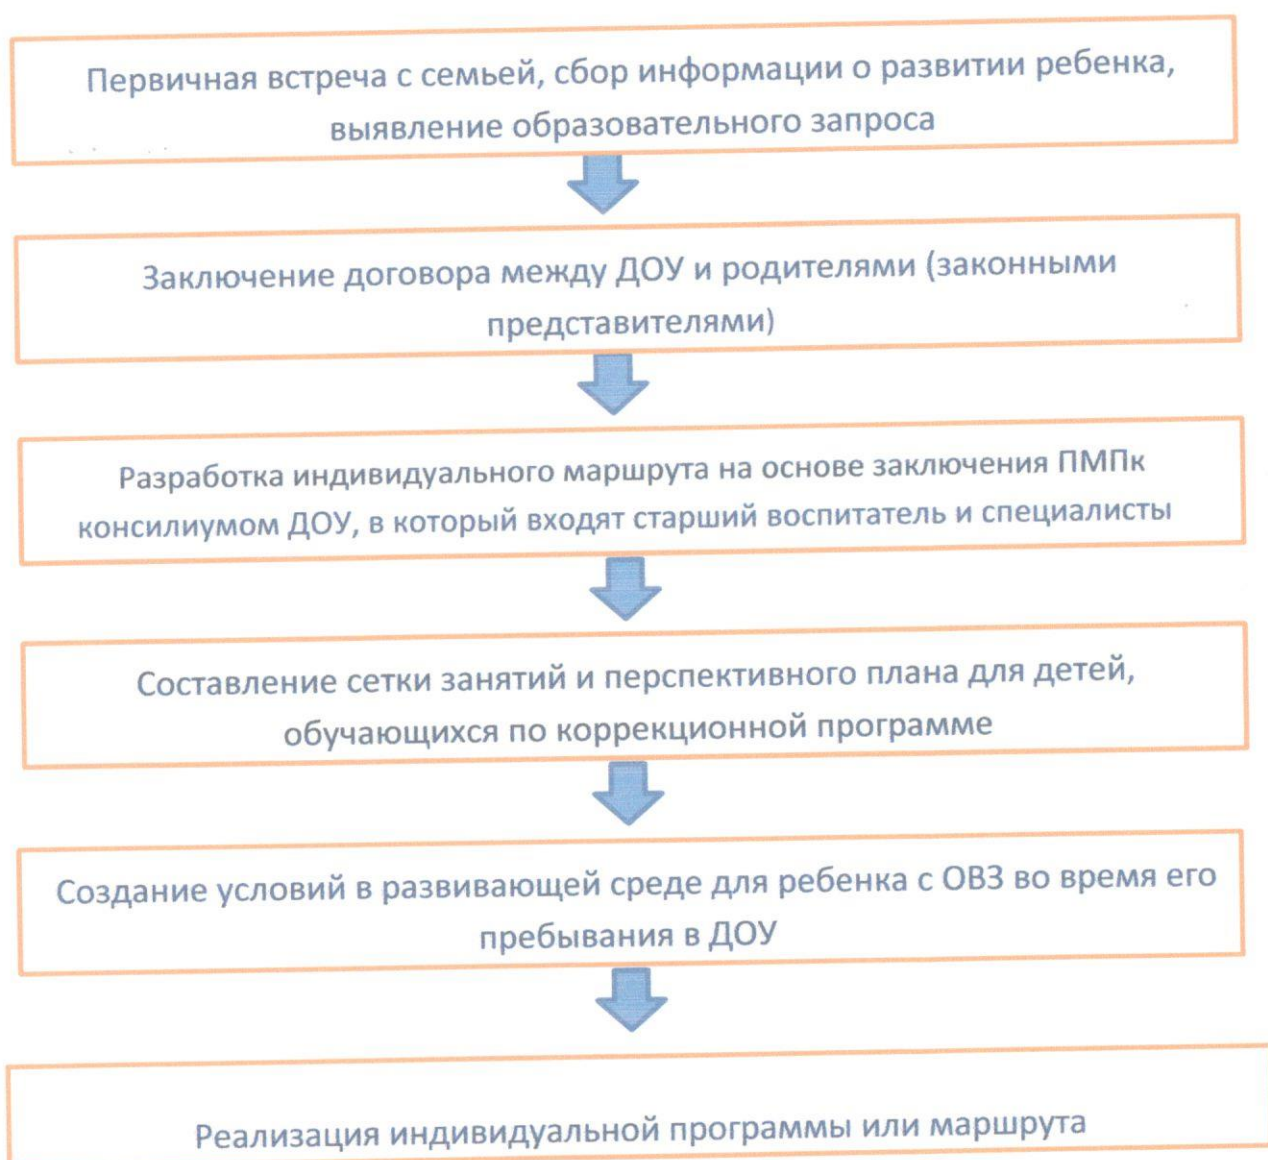 Первичная встреча с семьей, сбор информации о развитии ребенка,
выявление образовательного запроса
Заключение договора между ДОУ и родителями (законными
представителями)
Разработка индивидуального маршрута на основе заключения ПМПк
консилиумом ДОУ, в который входят старший воспитатель и специалисты
Составление сетки занятий и перспективного плана для детей,
обучающихся по коррекционной программе
Создание условий в развивающей среде для ребенка с ОВЗ во время его
пребывания в ДОУ
Реализация индивидуальной программы или маршрута